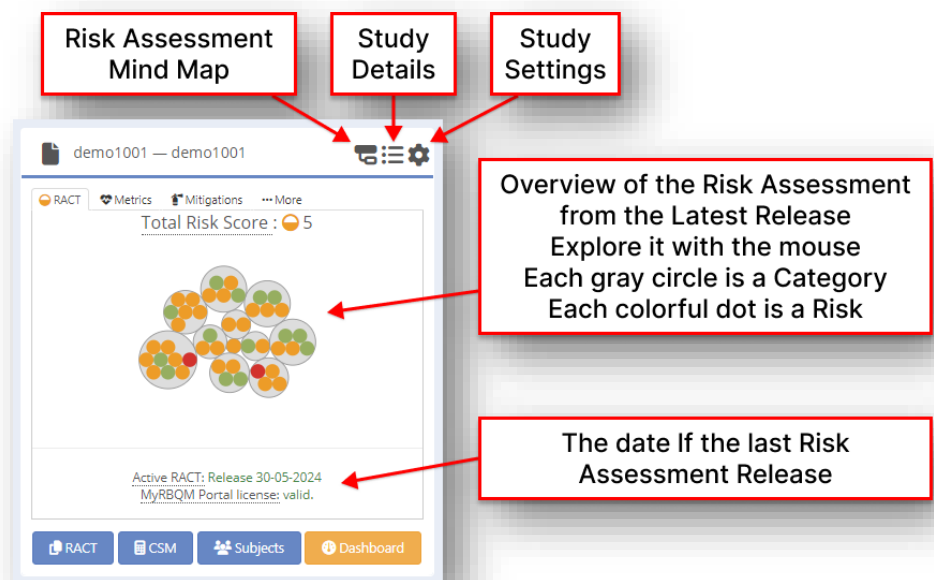 Risk Assessment
Mind Map
Study
Details
Study
Settings
demo1001 — demo1001
RACT Metrics Mitigations ••• More
Total Risk Score : 5
Overview of the Risk Assessment
from the Latest Release
Explore it with the mouse
Each gray circle is a Category
Each colorful dot is a Risk
The date If the last Risk
Assessment Release
Active RACT: Release 30-05-2024
MyRBQM Portal license: valid.
RACT CSM Subjects Dashboard